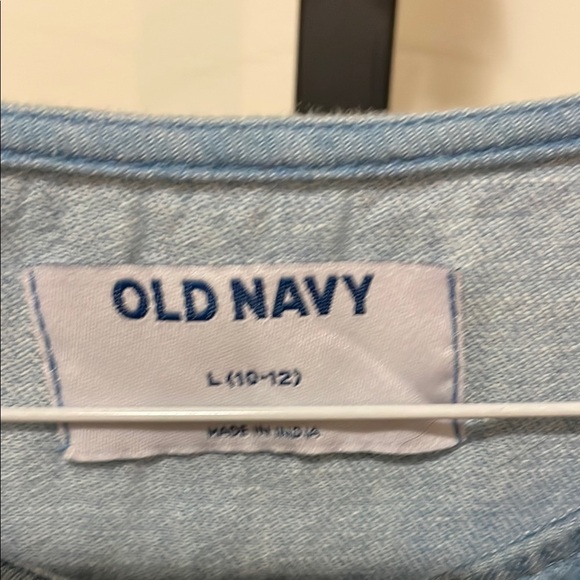 OLD NAVY
L (10-12)
MADE IN INDIA